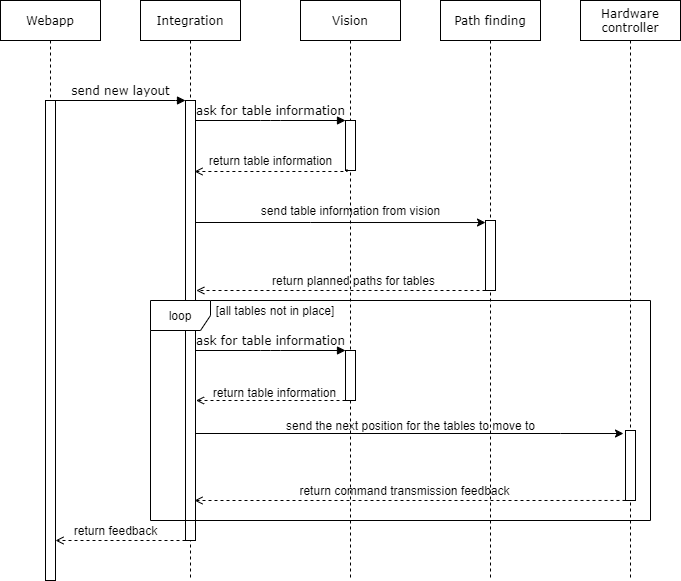 Webapp
Integration
Vision
Path finding
Hardware
controller
send new layout
ask for table information
return table information
send table information from vision
return planned paths for tables
loop
[all tables not in place]
ask for table information
return table information
send the next position for the tables to move to
return command transmission feedback
return feedback